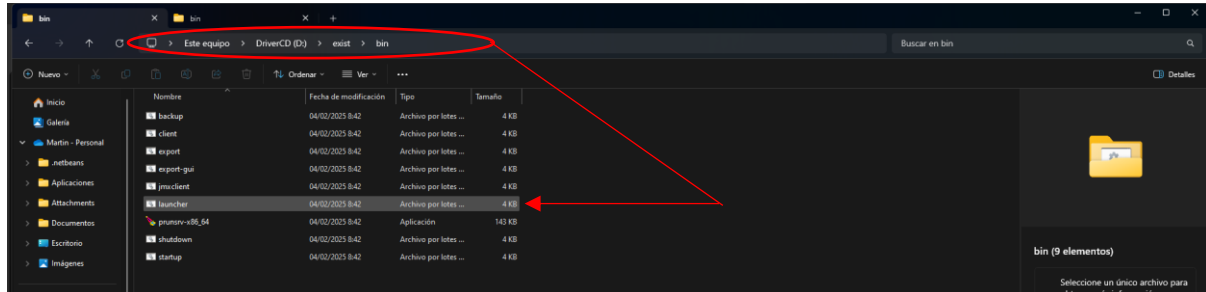 bin
bin
Este equipo > DriverCD (D:) > exist > bin
Buscar en bin
Nuevo
Ordenar
Ver
Detalles
Nombre Fecha de modificación Tipo Tamaño
backup 04/02/2025 8:42 Archivo por lotes ... 4 KB
client 04/02/2025 8:42 Archivo por lotes ... 4 KB
export 04/02/2025 8:42 Archivo por lotes ... 4 KB
export-gui 04/02/2025 8:42 Archivo por lotes ... 4 KB
jmxclient 04/02/2025 8:42 Archivo por lotes ... 4 KB
launcher 04/02/2025 8:42 Archivo por lotes ... 4 KB
prunsrv-x86_64 04/02/2025 8:42 Aplicación 143 KB
shutdown 04/02/2025 8:42 Archivo por lotes ... 4 KB
startup 04/02/2025 8:42 Archivo por lotes ... 4 KB
Inicio
Galería
Martin - Personal
.netbeans
Aplicaciones
Attachments
Documentos
Escritorio
Imágenes
bin (9 elementos)
Seleccione un único archivo para